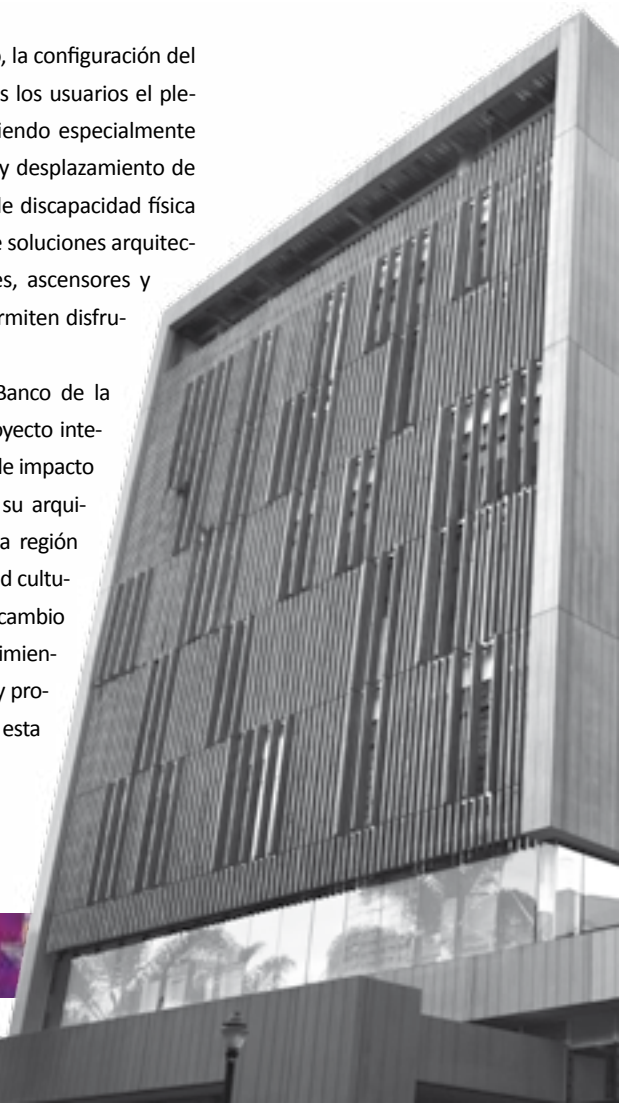 , la configuración del
s los usuarios el ple-
iendo especialmente
y desplazamiento de
le discapacidad física
e soluciones arquitec-
es, ascensores y
rmiten disfru-
Banco de la
oyecto inte-
le impacto
su arqui-
a región
d cultu-
cambio
imien-
y pro-
esta